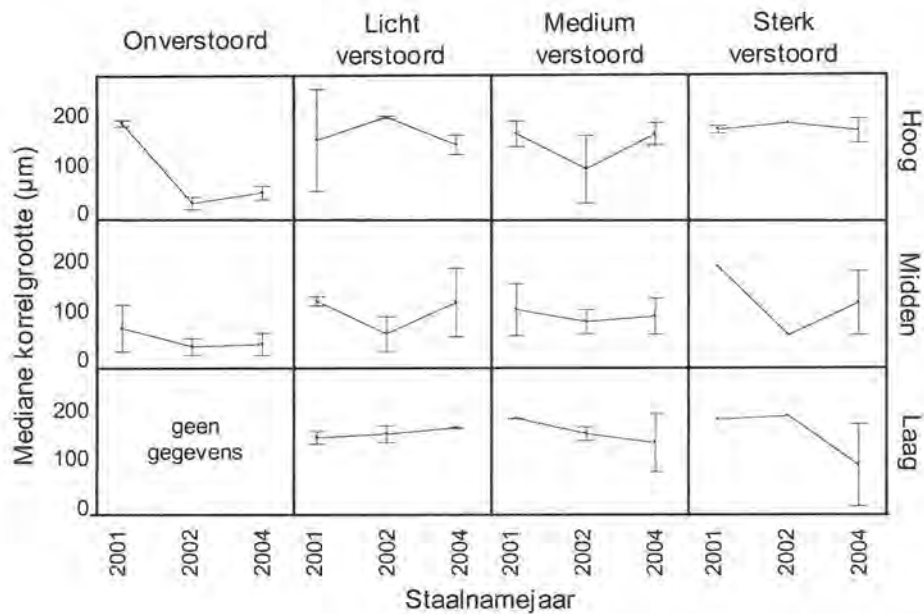 Onverstoord
Licht
verstoord
Medium
verstoord
Sterk
verstoord
Mediane korrelgrootte (µm)
200
100
0
Hoog
200
100
0
Midden
200
100
0
geen
gegevens
Laag
2001
2002
2004
2001
2002
2004
2001
2002
2004
2001
2002
2004
Staalnamejaar